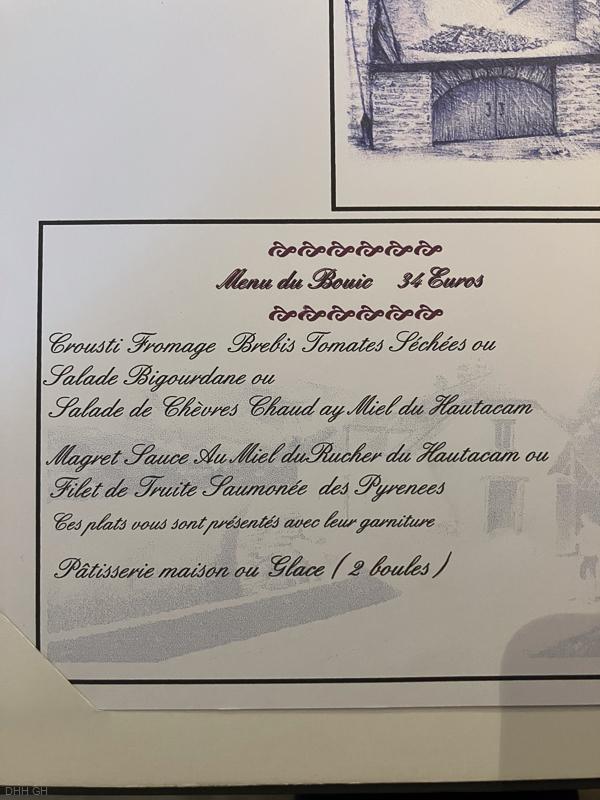 Menu du Bouic 34 Euros
Crousti Fromage Brebis Tomates Séchées ou
Salade Bigourdane ou
Salade de Chèvres Chaud ay Miel du Hautacam
Magret Sauce Au Miel du Rucher du Hautacam ou
Filet de Truite Saumonée des Pyrenees
Ces plats vous sont présentés avec leur garniture
Pâtisserie maison ou Glace ( 2 boules )
DHH.GH